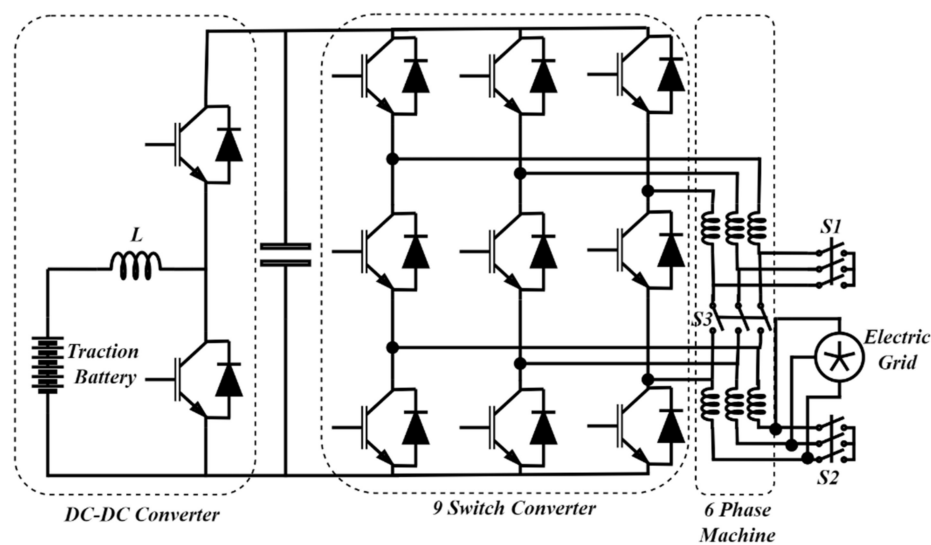 L
Traction
Battery
S1
S3
Electric
Grid
S2
DC-DC Converter
9 Switch Converter
6 Phase
Machine